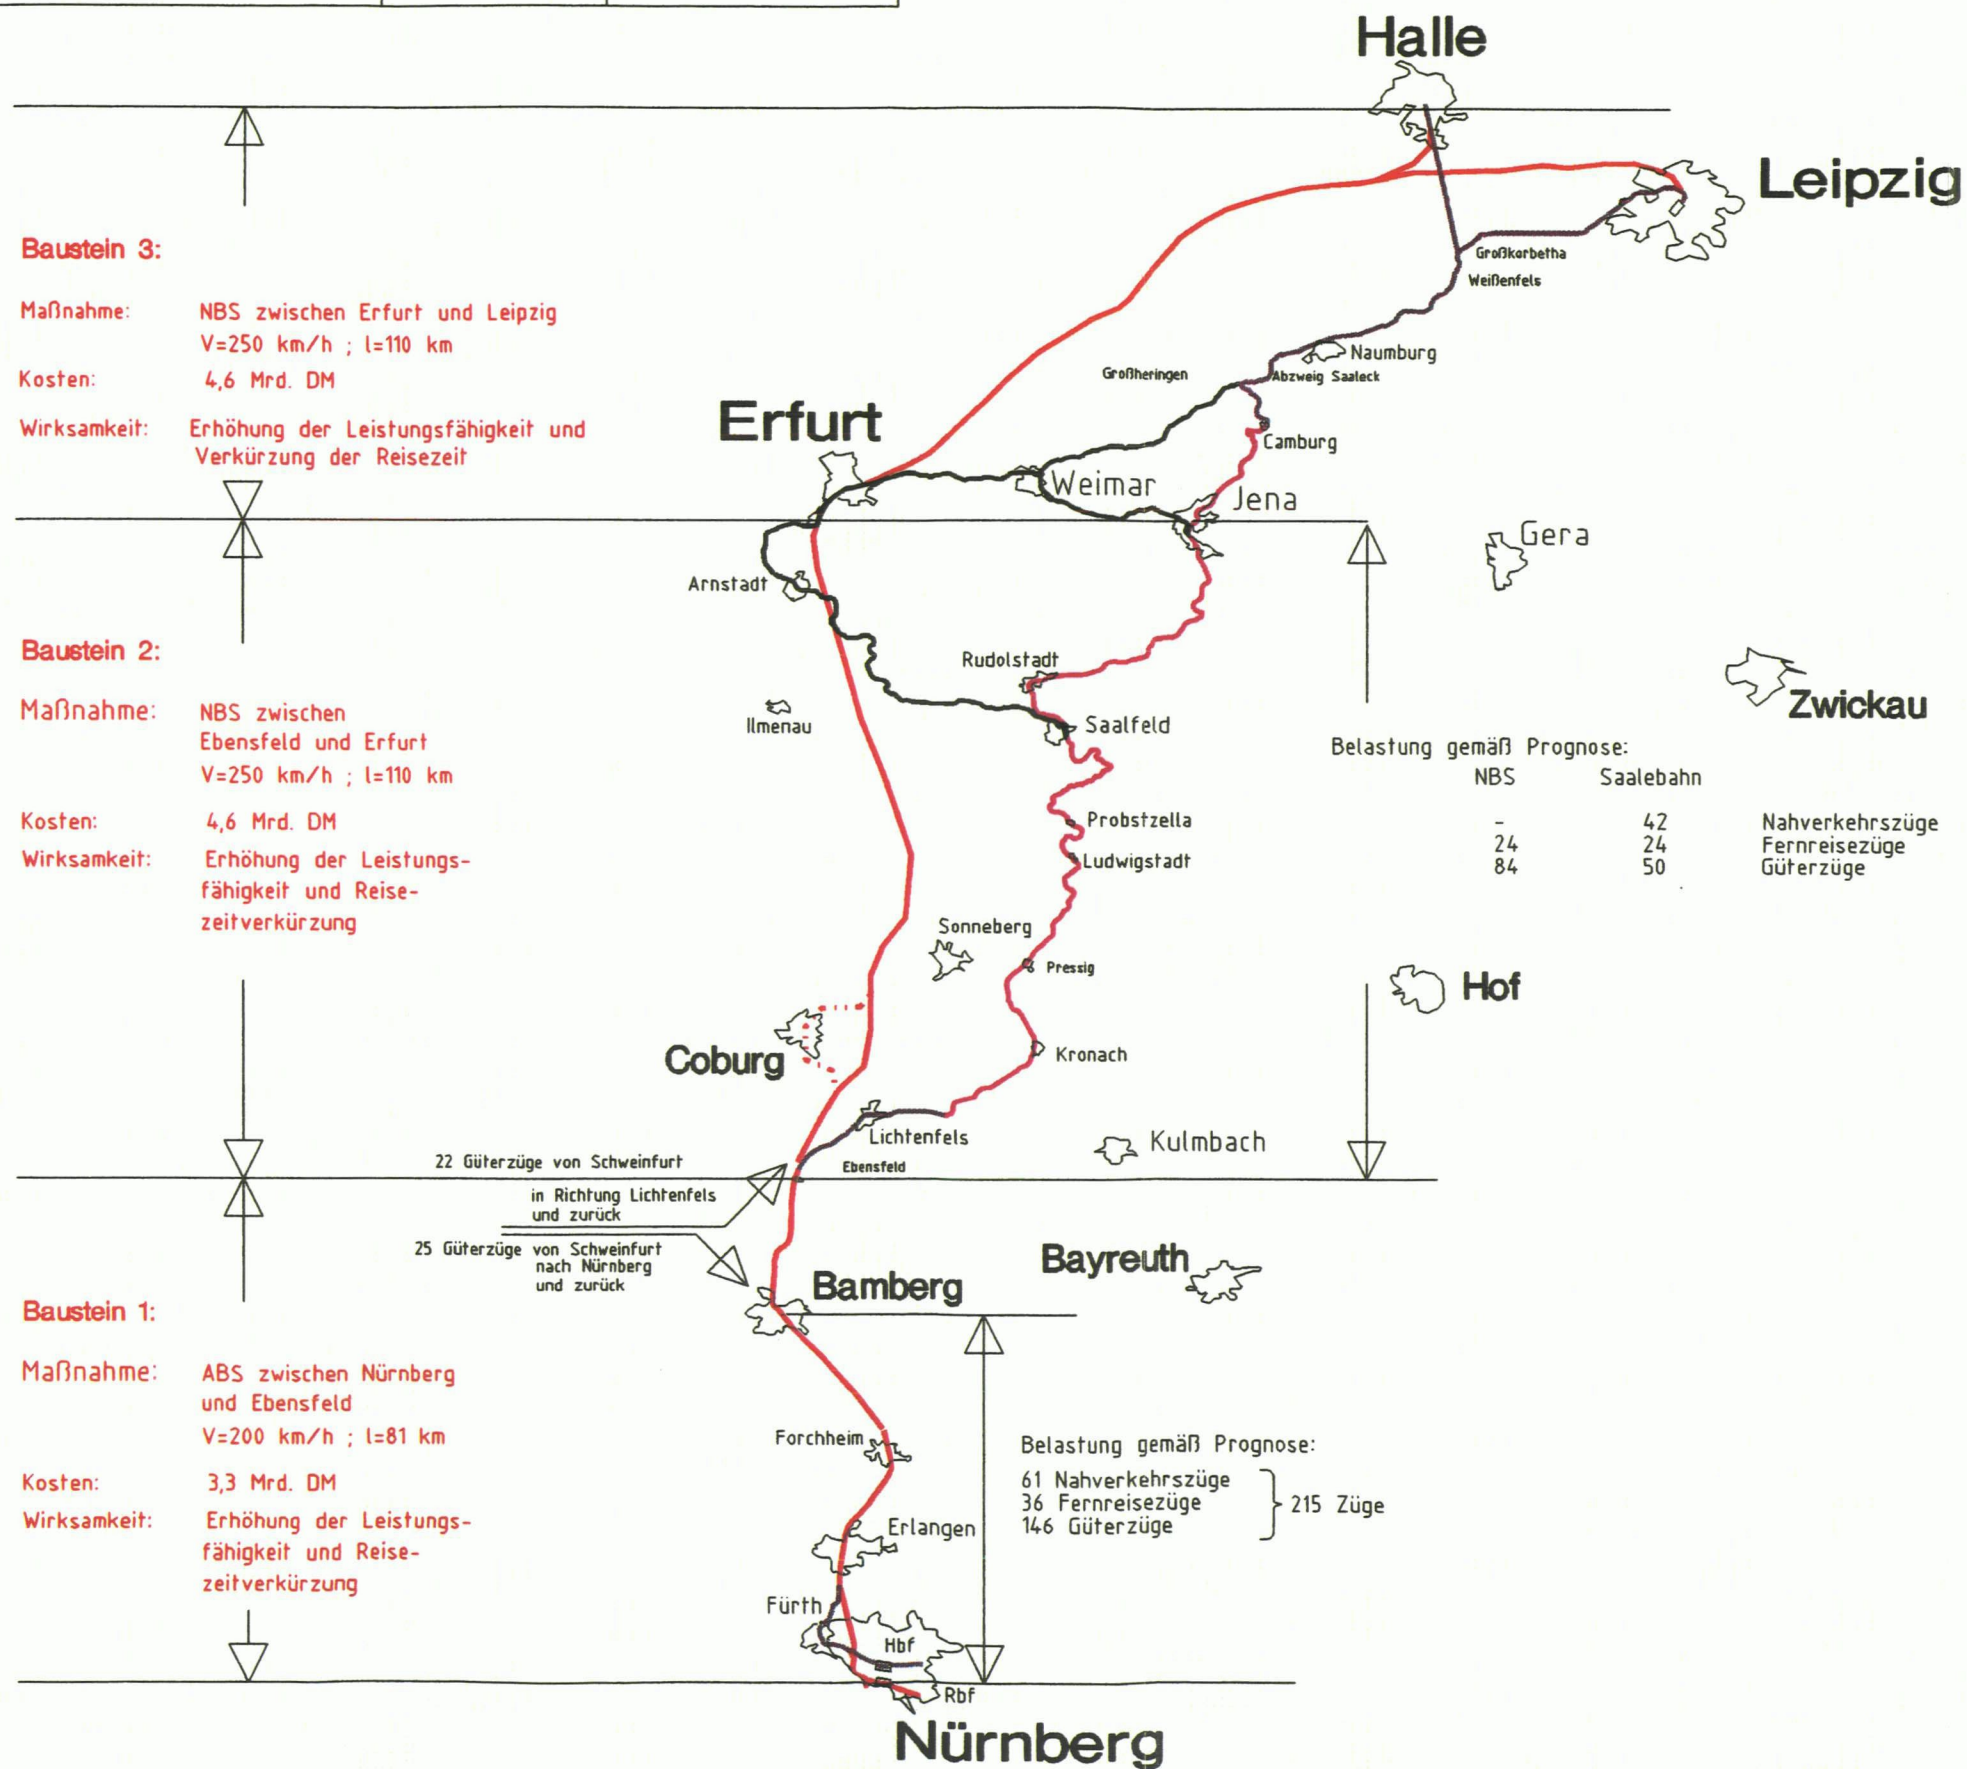 Halle
Leipzig
Großkorbetha
Weißenfels
Naumburg
Großheringen
Abzweig Saaleck
Camburg
Erfurt
Weimar
Jena
Gera
Arnstadt
Rudolstadt
Zwickau
Ilmenau
Saalfeld
Probstzella
Ludwigstadt
Sonneberg
Pressig
Hof
Coburg
Kronach
Lichtenfels
Kulmbach
Ebensfeld
Bayreuth
Bamberg
Forchheim
Erlangen
Fürth
Hbf
Rbf
Nürnberg
Baustein 3:
Maßnahme: NBS zwischen Erfurt und Leipzig
V=250 km/h ; l=110 km
Kosten: 4,6 Mrd. DM
Wirksamkeit: Erhöhung der Leistungsfähigkeit und
Verkürzung der Reisezeit
Baustein 2:
Maßnahme: NBS zwischen
Ebensfeld und Erfurt
V=250 km/h ; l=110 km
Kosten: 4,6 Mrd. DM
Wirksamkeit: Erhöhung der Leistungs-
fähigkeit und Reise-
zeitverkürzung
Belastung gemäß Prognose:
NBS Saalebahn
- 42 Nahverkehrszüge
24 24 Fernreisezüge
84 50 Güterzüge
22 Güterzüge von Schweinfurt
in Richtung Lichtenfels
und zurück
25 Güterzüge von Schweinfurt
nach Nürnberg
und zurück
Baustein 1:
Maßnahme: ABS zwischen Nürnberg
und Ebensfeld
V=200 km/h ; l=81 km
Kosten: 3,3 Mrd. DM
Wirksamkeit: Erhöhung der Leistungs-
fähigkeit und Reise-
zeitverkürzung
Belastung gemäß Prognose:
61 Nahverkehrszüge
36 Fernreisezüge
146 Güterzüge
215 Züge